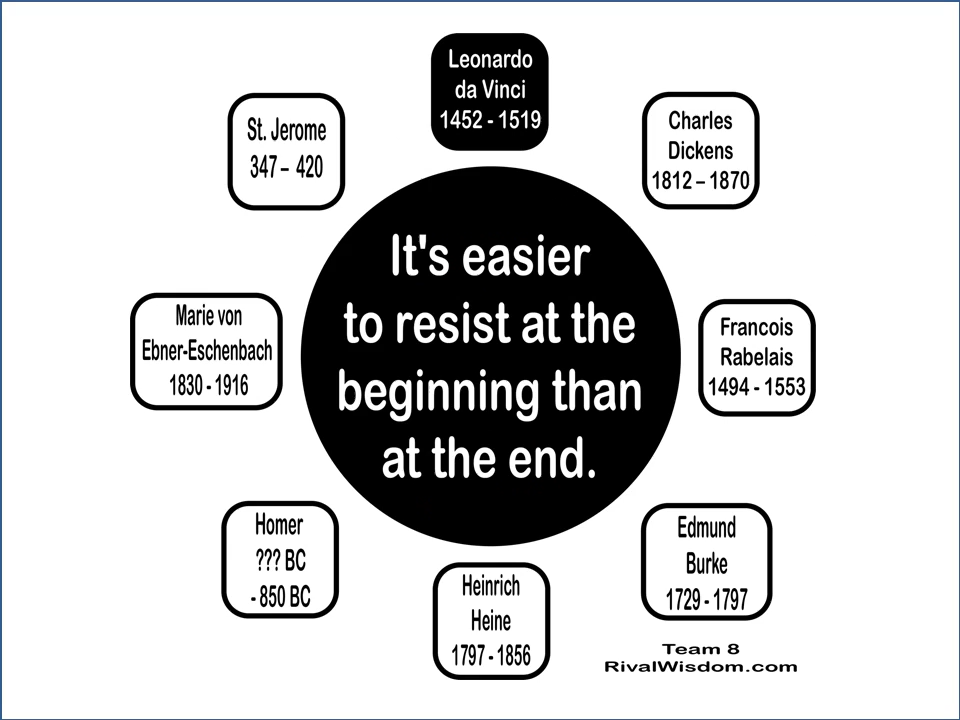 Leonardo
da Vinci
1452 - 1519
St. Jerome
347 – 420
Charles
Dickens
1812 – 1870
It's easier
to resist at the
beginning than
at the end.
Marie von
Ebner-Eschenbach
1830 - 1916
Francois
Rabelais
1494 - 1553
Homer
??? BC
- 850 BC
Heinrich
Heine
1797 - 1856
Edmund
Burke
1729 - 1797
Team 8
RivalWisdom.com